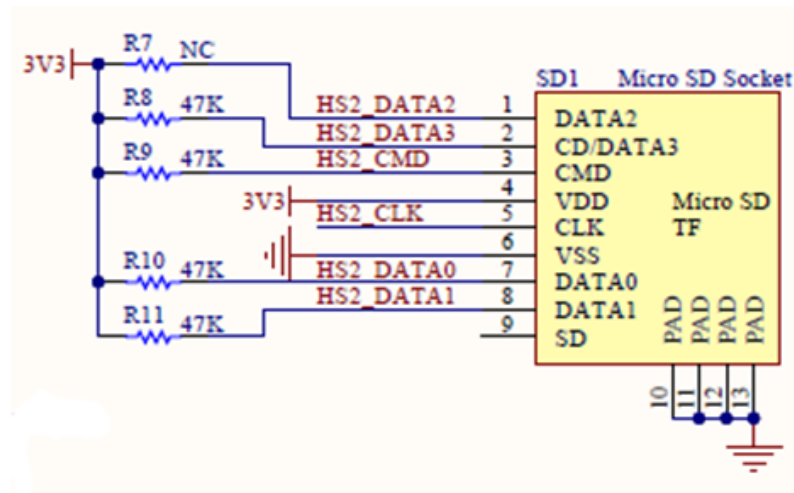 R7 NC
3V3
R8 47K
R9 47K
R10 47K
R11 47K
HS2_DATA2
HS2_DATA3
HS2_CMD
3V3
HS2_CLK
HS2_DATA0
HS2_DATA1
SD1 Micro SD Socket
1 DATA2
2 CD/DATA3
3 CMD
4 VDD
5 CLK
6 VSS
7 DATA0
8 DATA1
9 SD
Micro SD
TF
PAD PAD PAD PAD
10 11 12 13